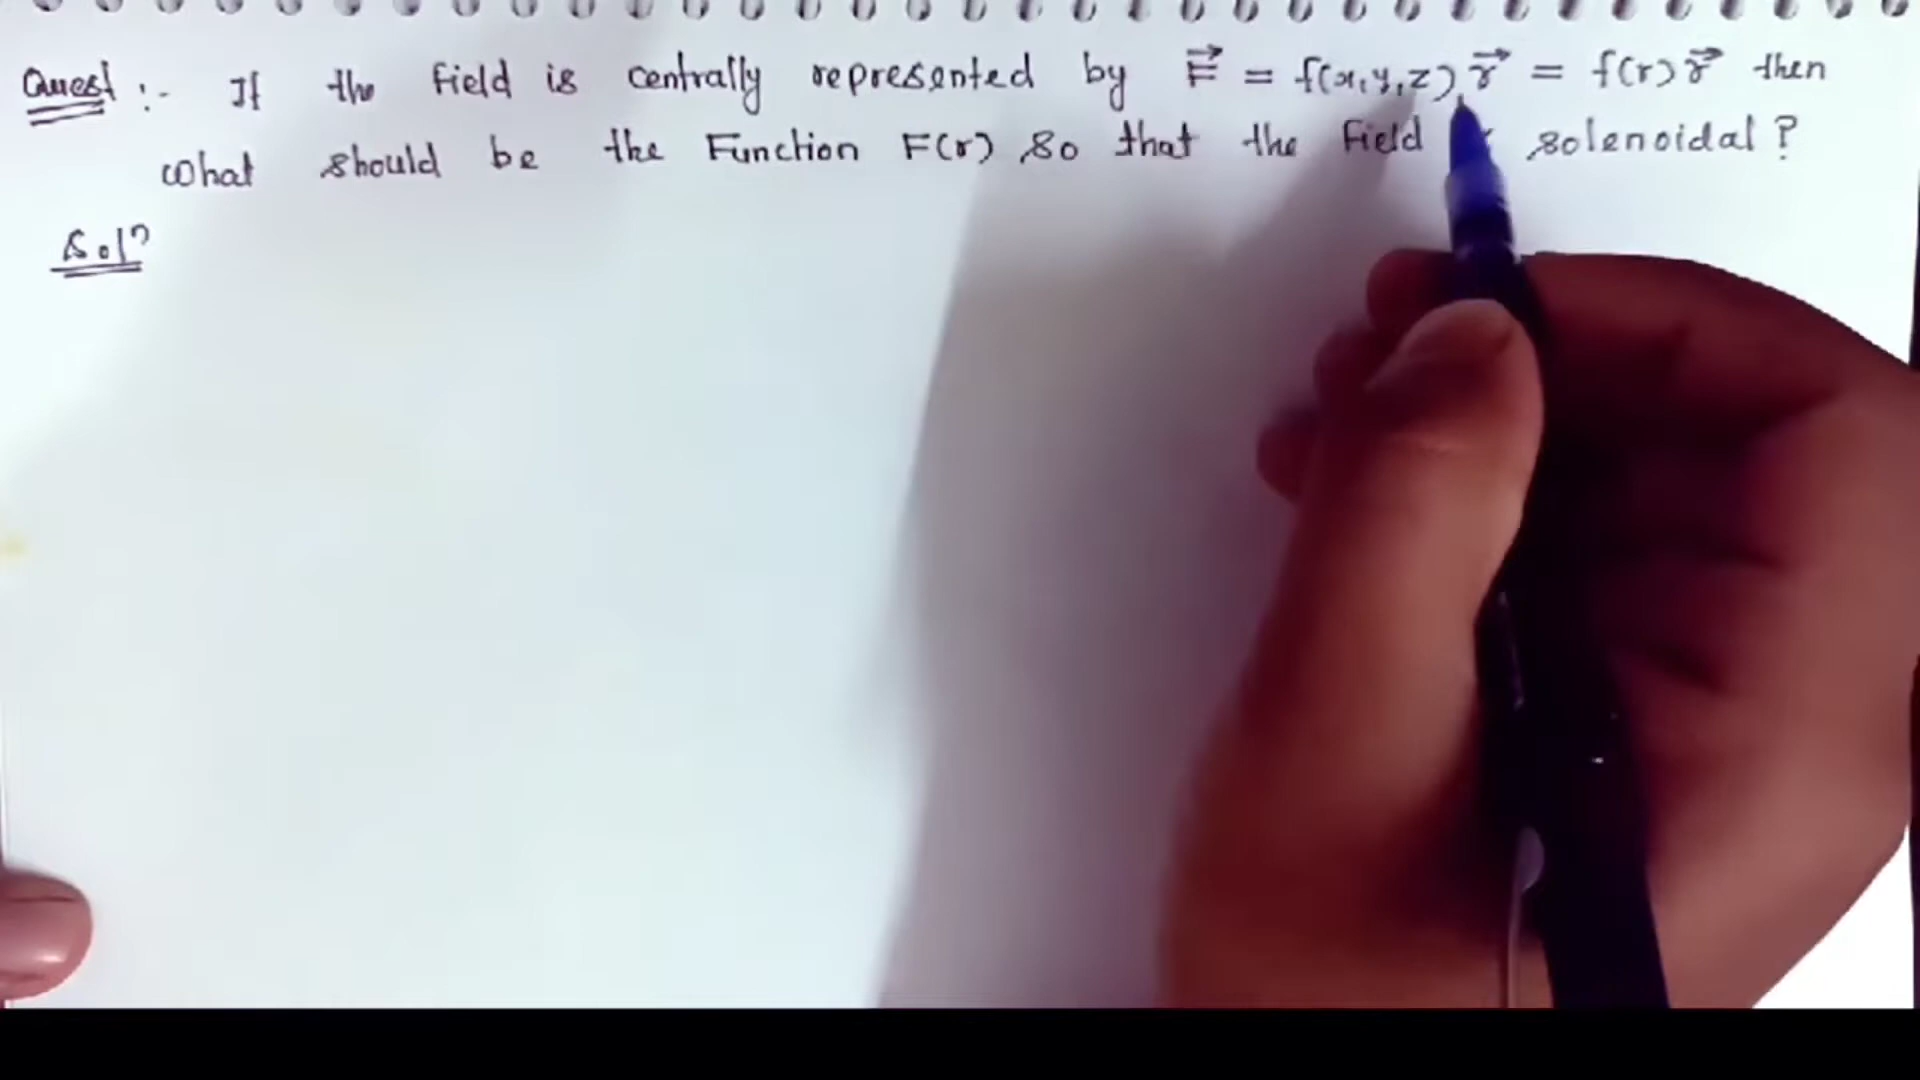 Quest :- If the field is centrally represented by F⃗ = f(x,y,z) r⃗ = f(r) r⃗ then
what should be the Function F(r) so that the field solenoidal ?
Solⁿ